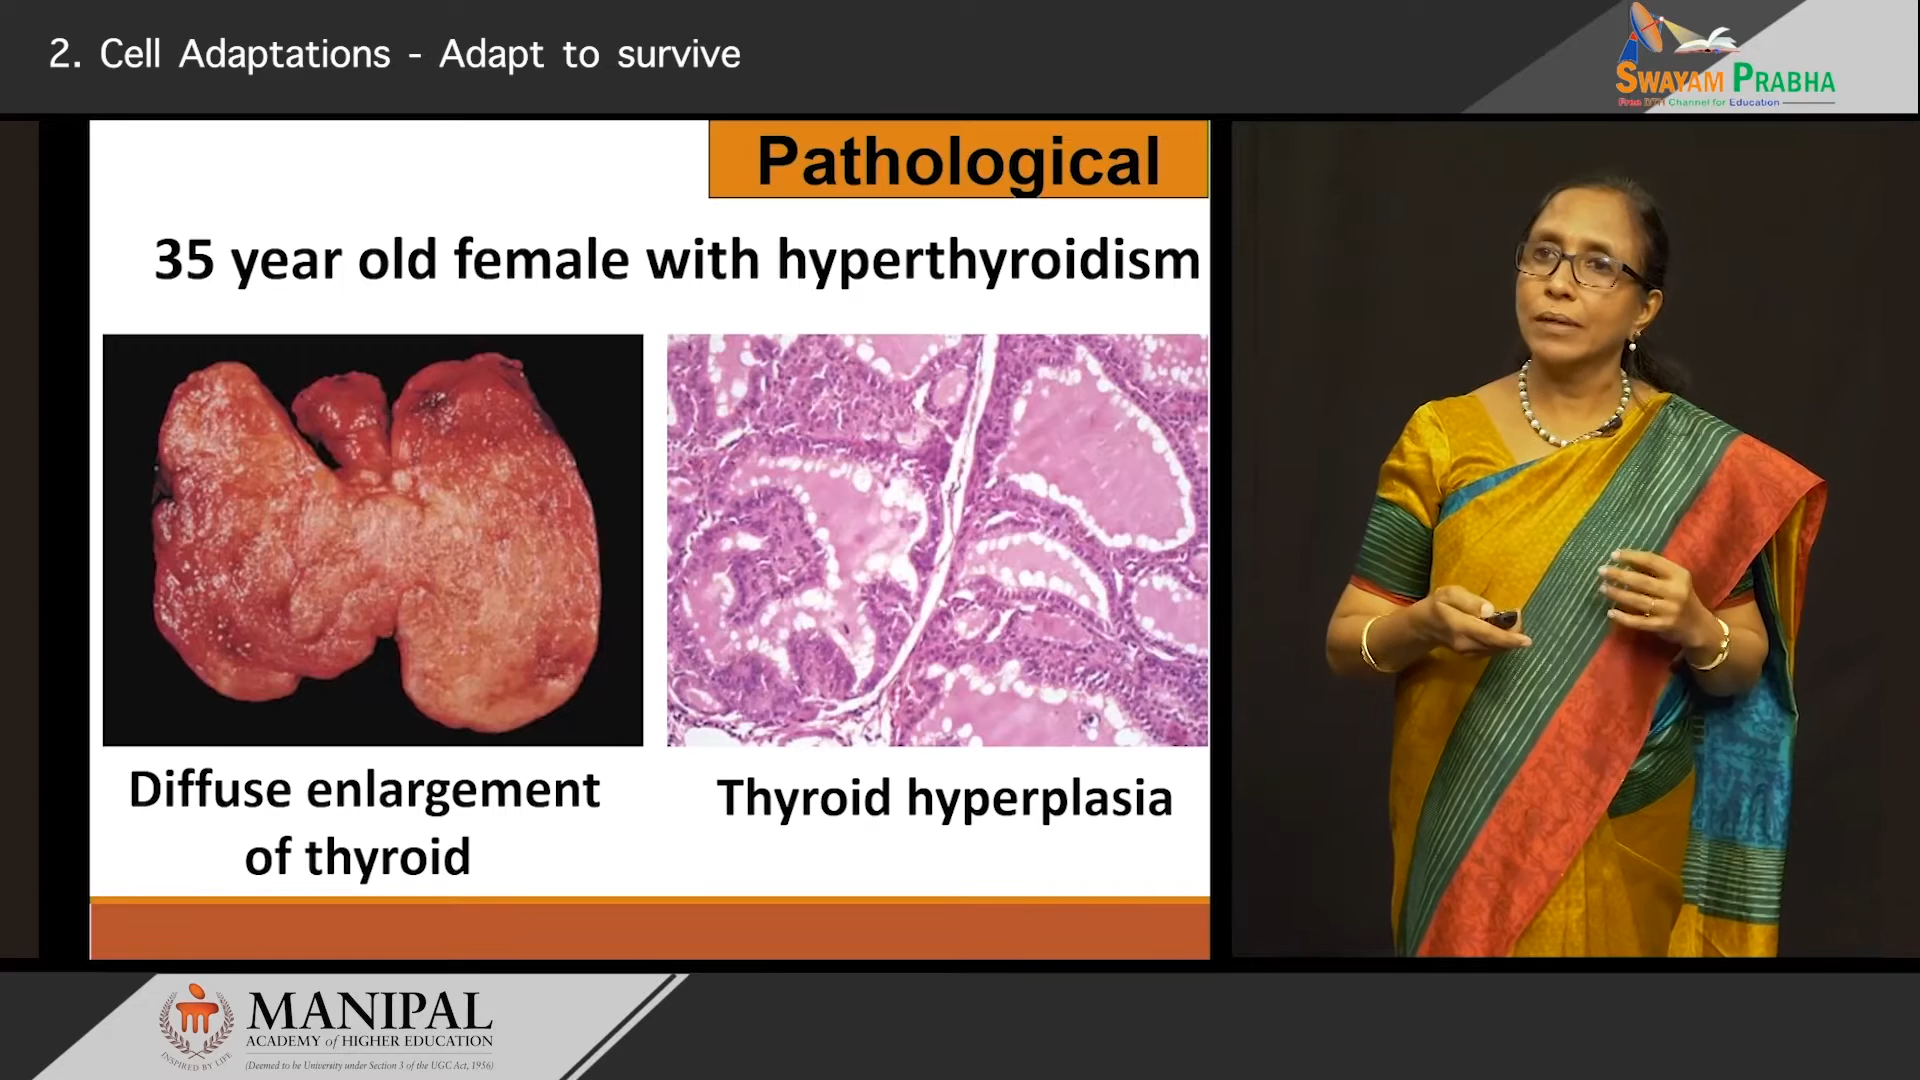 2. Cell Adaptations - Adapt to survive
SWAYAM PRABHA
Free DTH Channel for Education
Pathological
35 year old female with hyperthyroidism
Diffuse enlargement
of thyroid
Thyroid hyperplasia
MANIPAL
ACADEMY of HIGHER EDUCATION
(Deemed to be University under Section 3 of the UGC Act, 1956)
INSPIRED BY LIFE